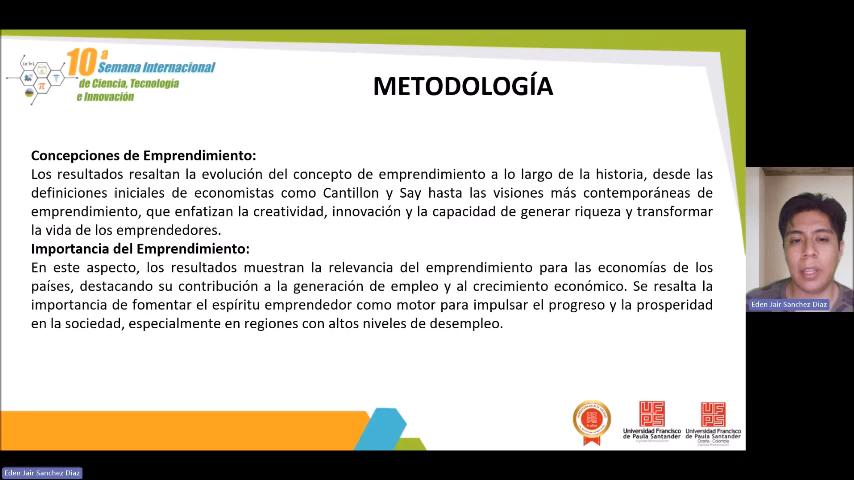 10ª
Semana Internacional
de Ciencia, Tecnología
e Innovación
METODOLOGÍA
Concepciones de Emprendimiento:
Los resultados resaltan la evolución del concepto de emprendimiento a lo largo de la historia, desde las
definiciones iniciales de economistas como Cantillon y Say hasta las visiones más contemporáneas de
emprendimiento, que enfatizan la creatividad, innovación y la capacidad de generar riqueza y transformar
la vida de los emprendedores.
Importancia del Emprendimiento:
En este aspecto, los resultados muestran la relevancia del emprendimiento para las economías de los
países, destacando su contribución a la generación de empleo y al crecimiento económico. Se resalta la
importancia de fomentar el espíritu emprendedor como motor para impulsar el progreso y la prosperidad
en la sociedad, especialmente en regiones con altos niveles de desempleo.
Eden Jair Sanchez Diaz
Universidad Francisco
de Paula Santander
Universidad Francisco
de Paula Santander
Ocaña - Colombia
Eden Jair Sanchez Diaz